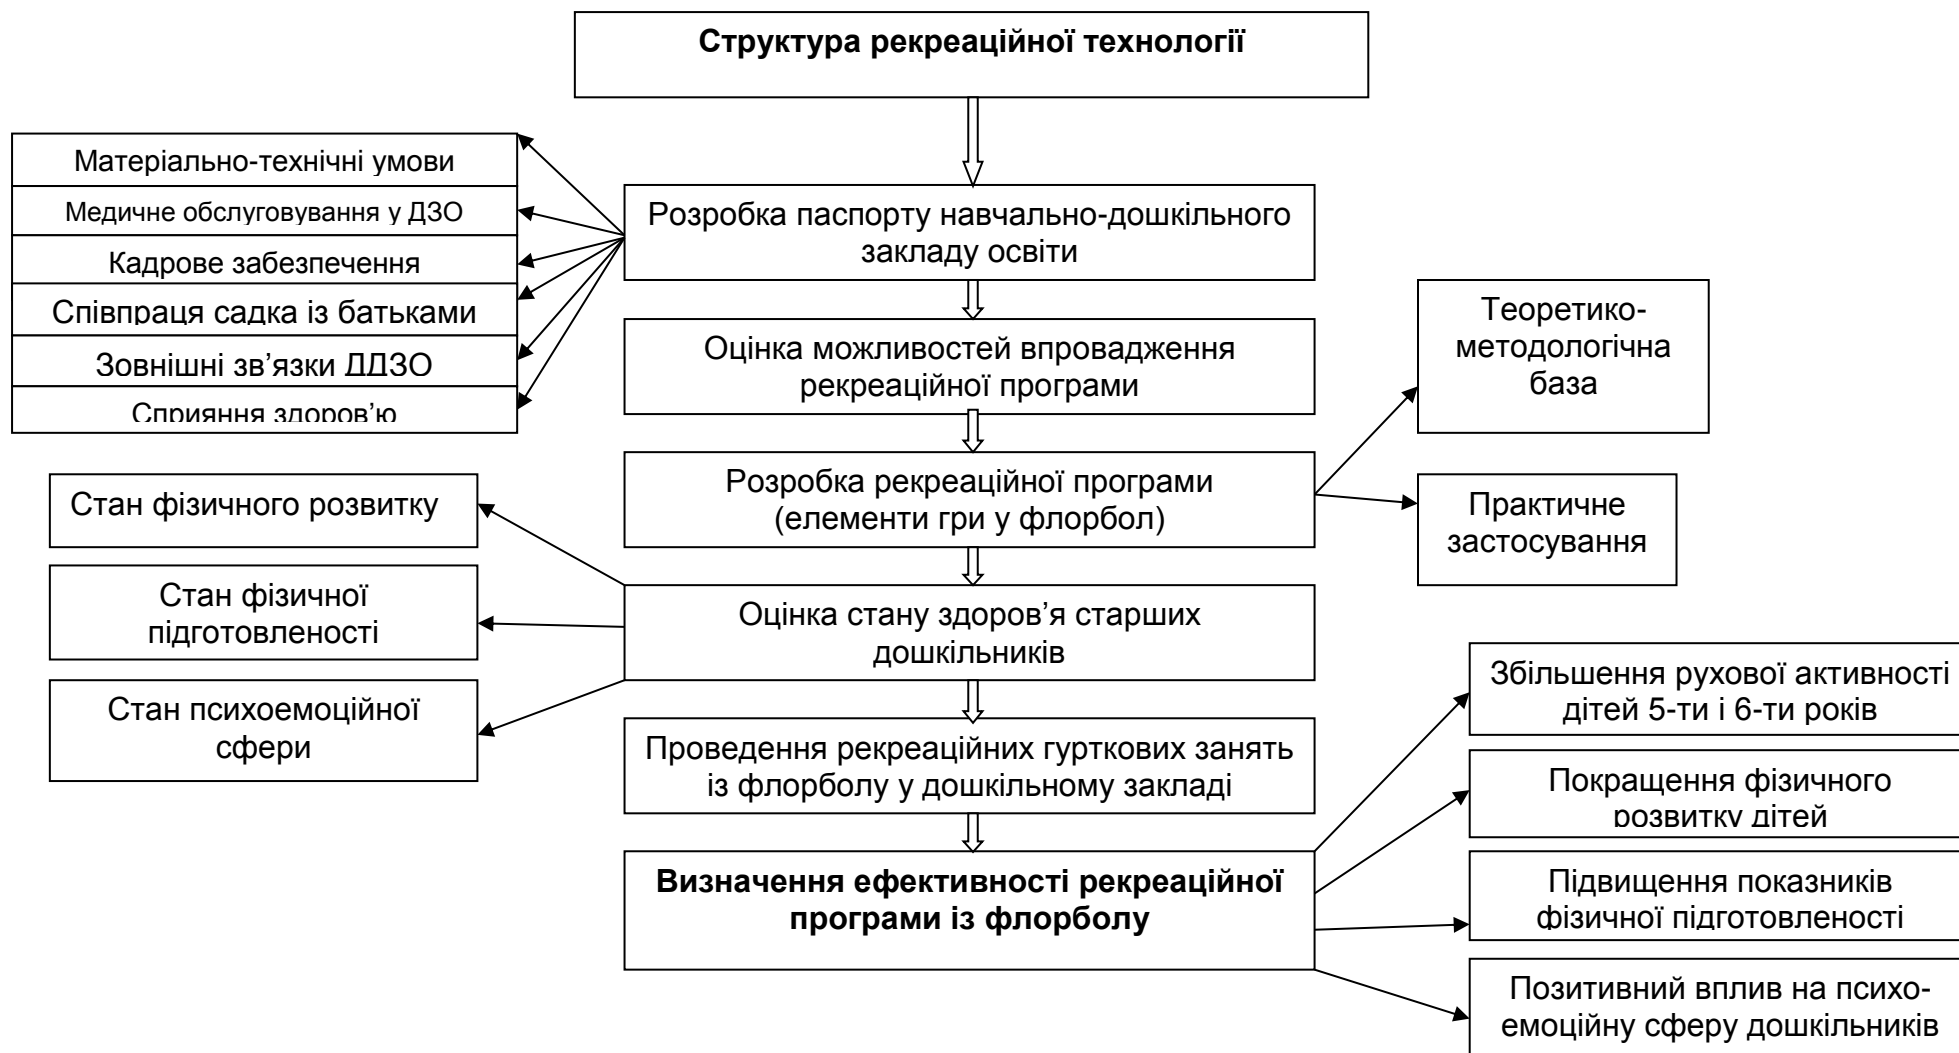 Структура рекреаційної технології
Матеріально-технічні умови
Медичне обслуговування у ДЗО
Кадрове забезпечення
Співпраця садка із батьками
Зовнішні зв’язки ДДЗО
Сприяння здоров’ю
Розробка паспорту навчально-дошкільного
закладу освіти
Оцінка можливостей впровадження
рекреаційної програми
Теоретико-
методологічна
база
Розробка рекреаційної програми
(елементи гри у флорбол)
Практичне
застосування
Стан фізичного розвитку
Стан фізичної
підготовленості
Стан психоемоційної
сфери
Оцінка стану здоров’я старших
дошкільників
Проведення рекреаційних гурткових занять
із флорболу у дошкільному закладі
Визначення ефективності рекреаційної
програми із флорболу
Збільшення рухової активності
дітей 5-ти і 6-ти років
Покращення фізичного
розвитку дітей
Підвищення показників
фізичної підготовленості
Позитивний вплив на психо-
емоційну сферу дошкільників